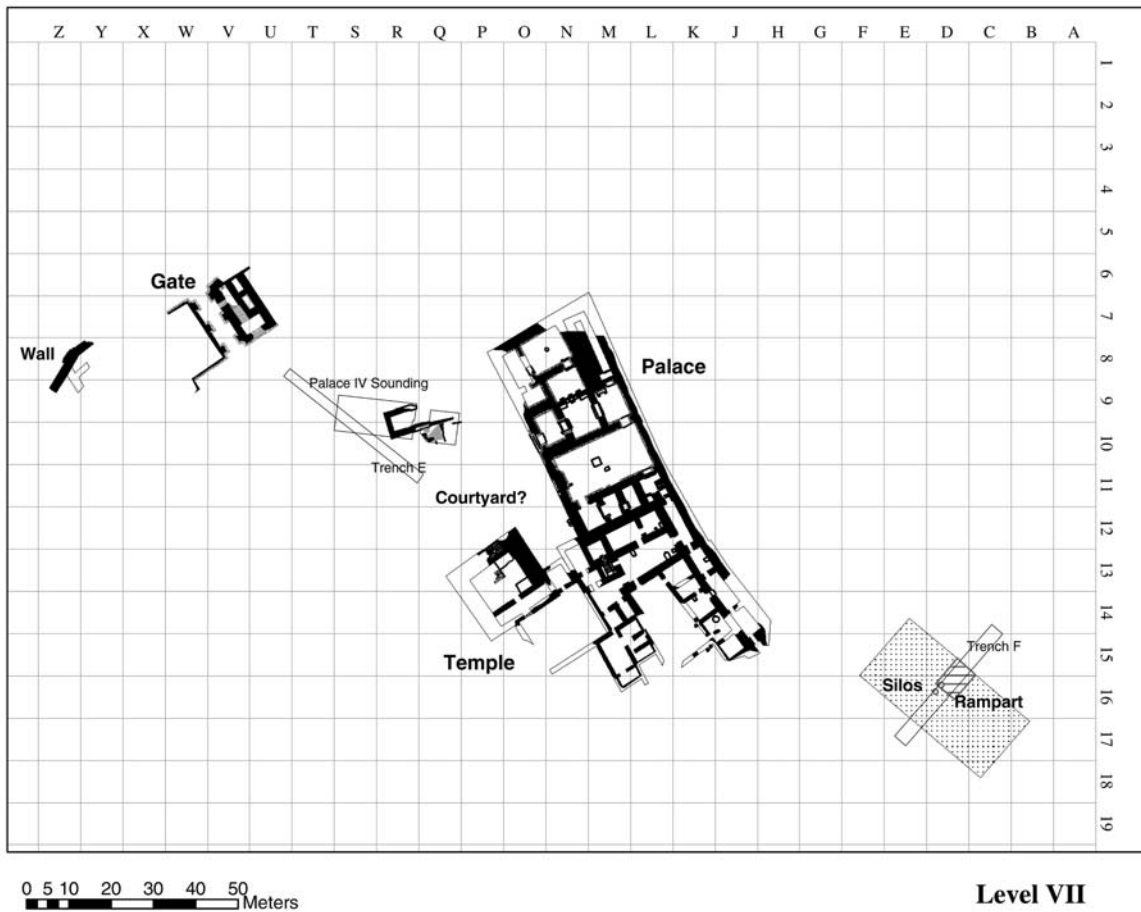 Z Y X W V U T S R Q P O N M L K J H G F E D C B A
1
2
3
4
5
6
Gate
7
Wall
8
Palace
Palace IV Sounding
9
10
Trench E
Courtyard?
11
12
13
14
Temple
15
Trench F
Silos
16
Rampart
17
18
19
0 5 10 20 30 40 50 Meters
Level VII